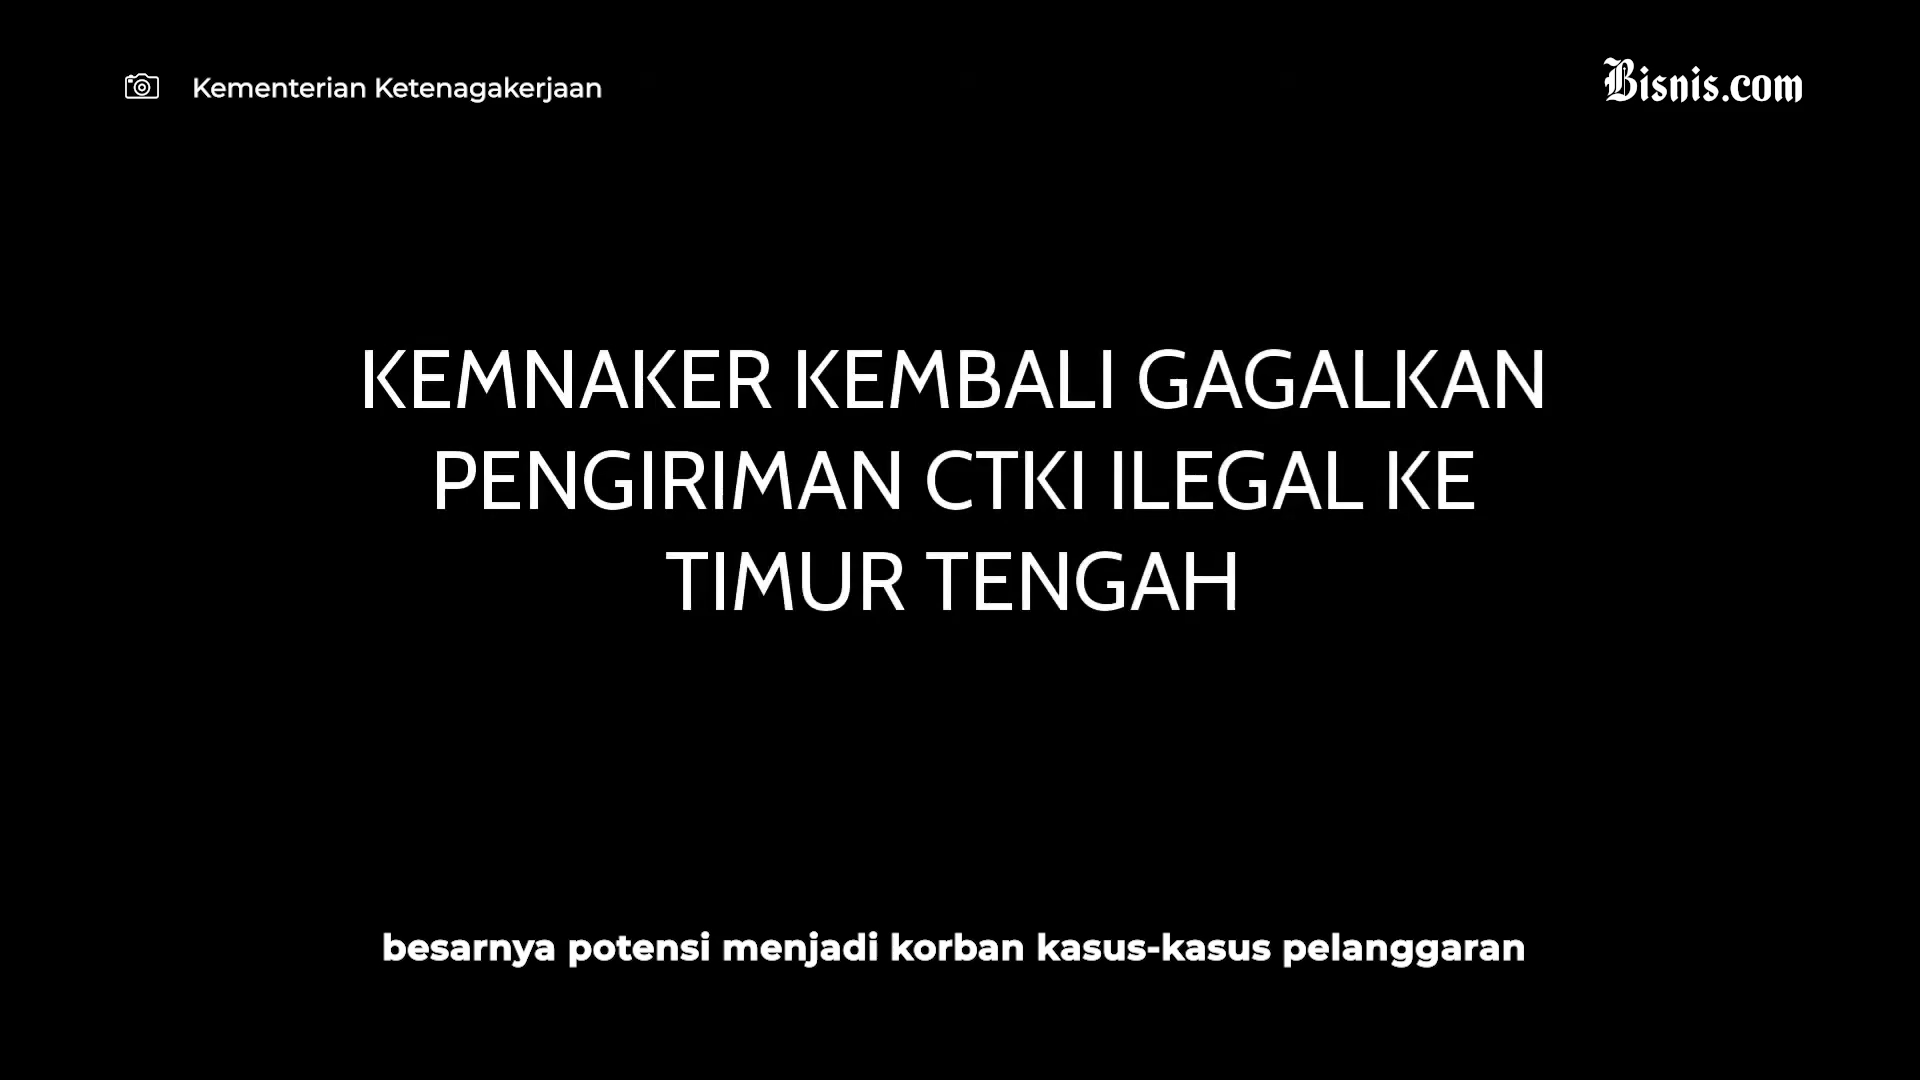 Kementerian Ketenagakerjaan
Bisnis.com
KEMNAKER KEMBALI GAGALKAN
PENGIRIMAN CTKI ILEGAL KE
TIMUR TENGAH
besarnya potensi menjadi korban kasus-kasus pelanggaran